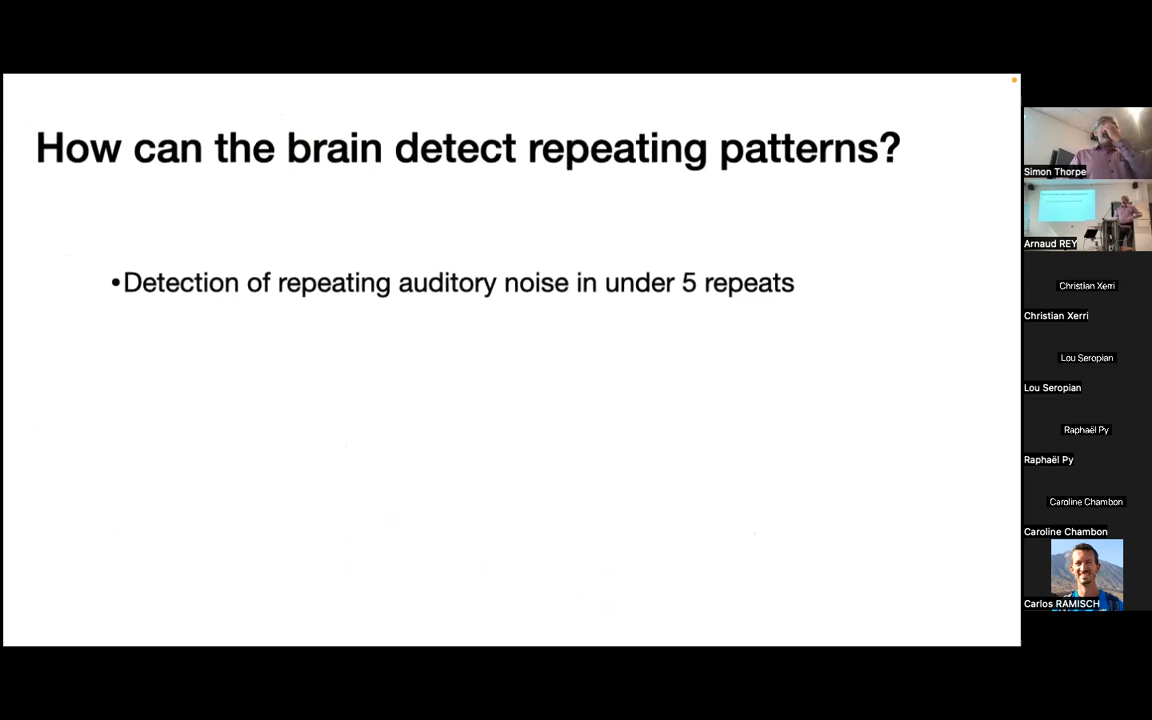 How can the brain detect repeating patterns?
•Detection of repeating auditory noise in under 5 repeats
Simon Thorpe
Arnaud REY
Christian Xerri
Christian Xerri
Lou Seropian
Lou Seropian
Raphaël Py
Raphaël Py
Caroline Chambon
Caroline Chambon
Carlos RAMISCH